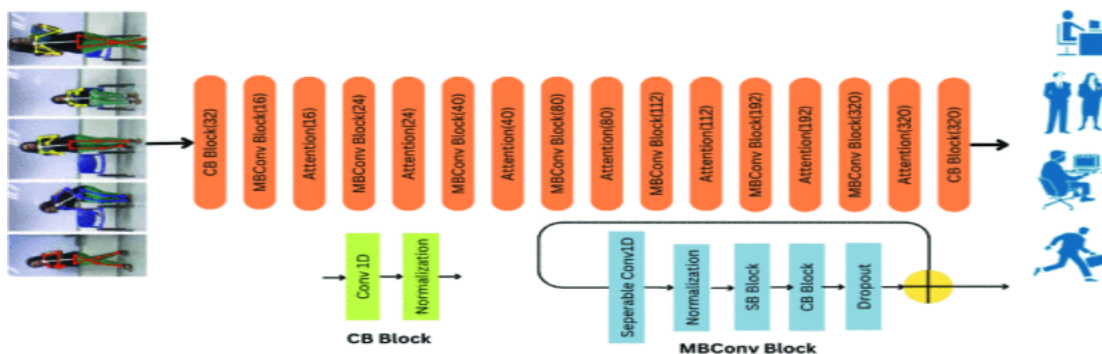 CB Block(32)
MBConv Block(16)
Attention(16)
MBConv Block(24)
Attention(24)
MBConv Block(40)
Attention(40)
MBConv Block(80)
Attention(80)
MBConv Block(112)
Attention(112)
MBConv Block(192)
Attention(192)
MBConv Block(320)
Attention(320)
CB Block(320)
Conv 1D
Normalization
CB Block
Seperable Conv1D
Normalization
SB Block
CB Block
Dropout
MBConv Block